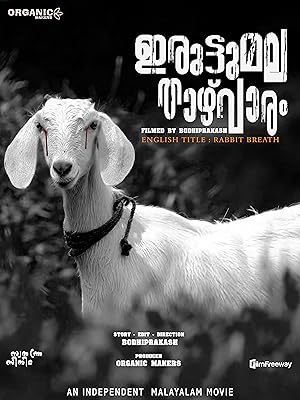 ORGANIC
MAKERS
ഇരുട്ടുമല
താഴ്‌വാരം
FILMED BY BODHIPRAKASH
ENGLISH TITLE : RABBIT BREATH
STORY - EDIT - DIRECTION
BODHIPRAKASH
PRODUCER
ORGANIC MAKERS
സ്വതന്ത്ര
സിനിമ
FilmFreeway
AN INDEPENDENT MALAYALAM MOVIE